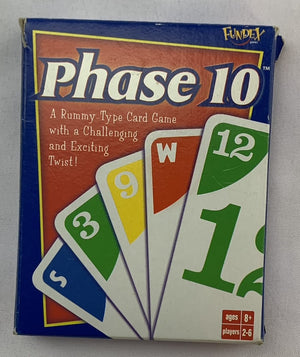 FUNDEX
Phase 10™
A Rummy Type Card Game
with a Challenging
and Exciting
Twist!
S
3
9
W
12
12
ages 8+
players 2-6